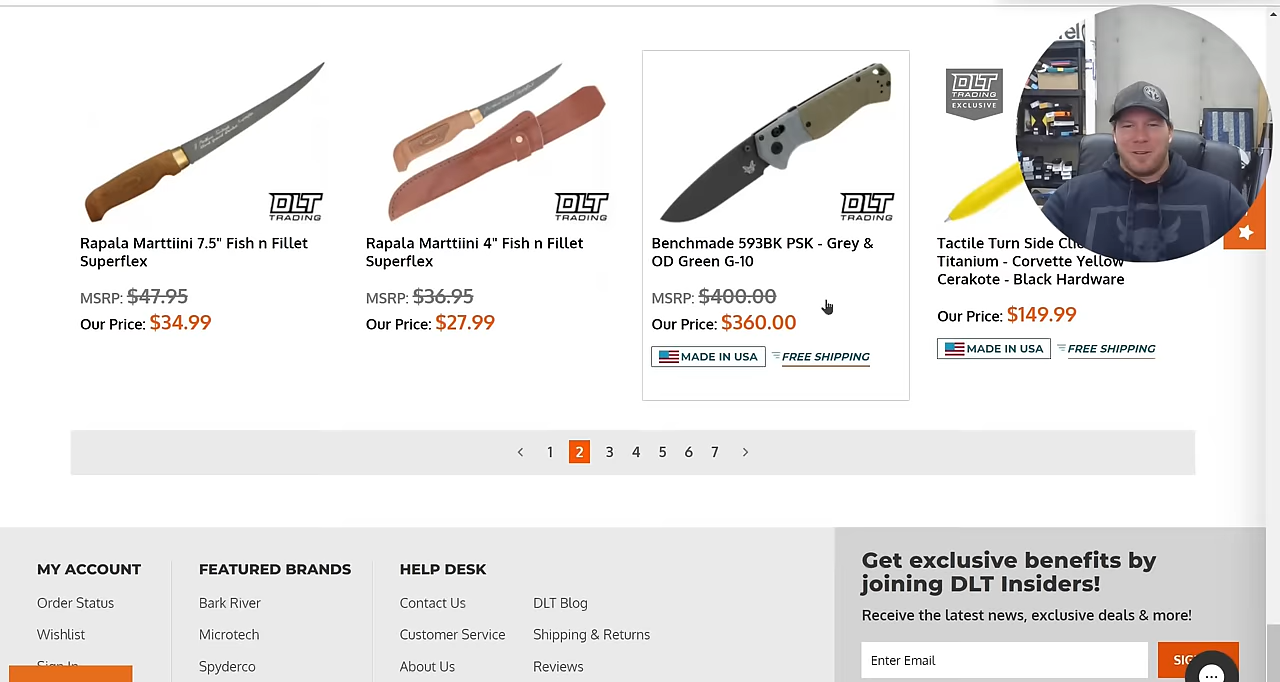 DLT
TRADING
DLT
TRADING
DLT
TRADING
DLT
TRADING
EXCLUSIVE
Rapala Marttiini 7.5" Fish n Fillet
Superflex
MSRP: $47.95
Our Price: $34.99
Rapala Marttiini 4" Fish n Fillet
Superflex
MSRP: $36.95
Our Price: $27.99
Benchmade 593BK PSK - Grey &
OD Green G-10
MSRP: $400.00
Our Price: $360.00
MADE IN USA
FREE SHIPPING
Tactile Turn Side
Titanium - Corvette Yellow
Cerakote - Black Hardware
Our Price: $149.99
MADE IN USA
FREE SHIPPING
< 1 2 3 4 5 6 7 >
MY ACCOUNT
Order Status
Wishlist
Sign In
FEATURED BRANDS
Bark River
Microtech
Spyderco
HELP DESK
Contact Us
Customer Service
About Us
DLT Blog
Shipping & Returns
Reviews
Get exclusive benefits by
joining DLT Insiders!
Receive the latest news, exclusive deals & more!
Enter Email